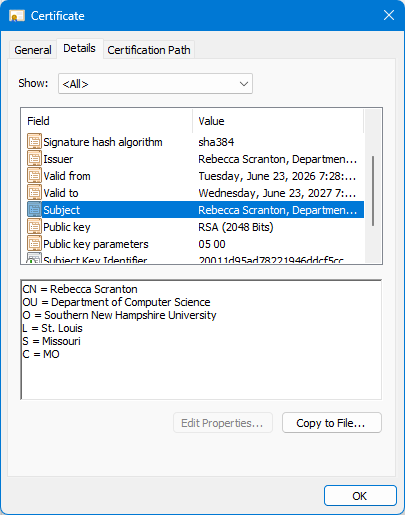 Certificate
General Details Certification Path
Show: <All>
Field Value
Signature hash algorithm sha384
Issuer Rebecca Scranton, Departmen...
Valid from Tuesday, June 23, 2026 7:28:...
Valid to Wednesday, June 23, 2027 7:...
Subject Rebecca Scranton, Departmen...
Public key RSA (2048 Bits)
Public key parameters 05 00
Subject Key Identifier 20011d95ad78221946ddcf5cc
CN = Rebecca Scranton
OU = Department of Computer Science
O = Southern New Hampshire University
L = St. Louis
S = Missouri
C = MO
Edit Properties... Copy to File...
OK